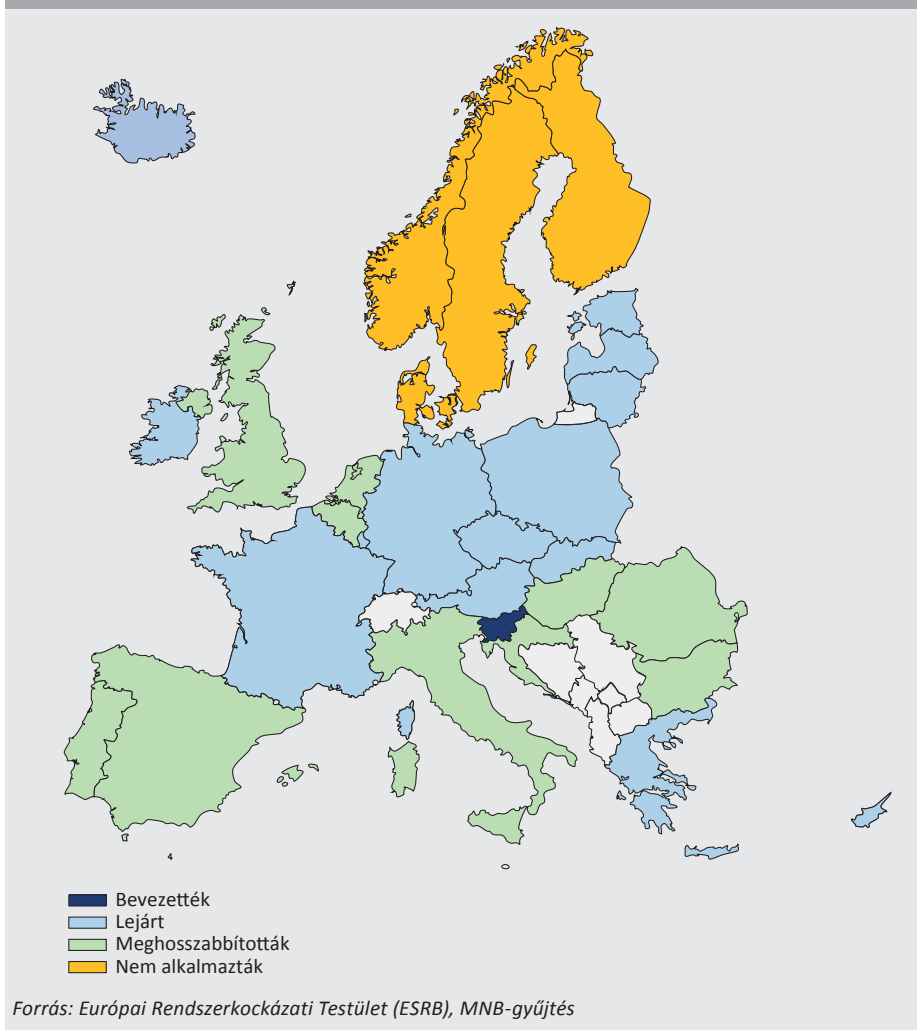 Bevezették
Lejárt
Meghosszabbították
Nem alkalmazták
Forrás: Európai Rendszerkockázati Testület (ESRB), MNB-gyűjtés